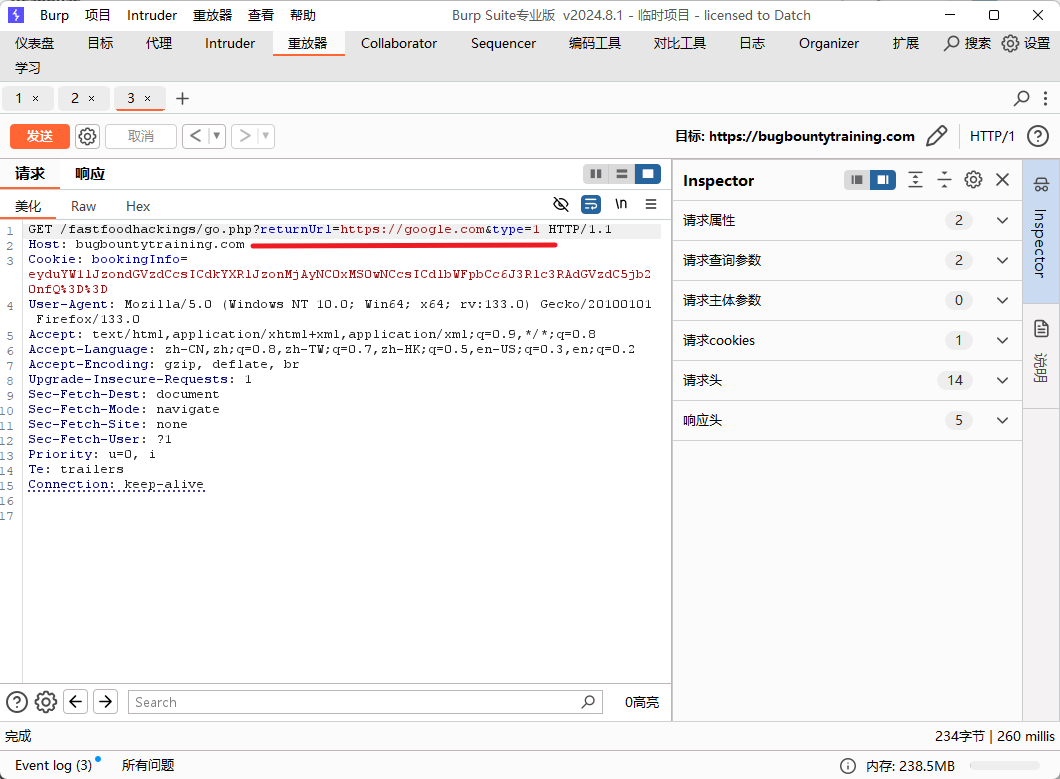 Burp 项目 Intruder 重放器 查看 帮助 Burp Suite专业版 v2024.8.1 - 临时项目 - licensed to Datch
仪表盘 目标 代理 Intruder 重放器 Collaborator Sequencer 编码工具 对比工具 日志 Organizer 扩展 搜索 设置
学习
1 × 2 × 3 × +
发送 取消 < > 目标: https://bugbountytraining.com HTTP/1 ?
请求 响应
美化 Raw Hex \n
1 GET /fastfoodhackings/go.php?returnUrl=https://google.com&type=1 HTTP/1.1
2 Host: bugbountytraining.com
3 Cookie: bookingInfo=
4 User-Agent: Mozilla/5.0 (Windows NT 10.0; Win64; x64; rv:133.0) Gecko/20100101
Firefox/133.0
5 Accept: text/html,application/xhtml+xml,application/xml;q=0.9,*/*;q=0.8
6 Accept-Language: zh-CN,zh;q=0.8,zh-TW;q=0.7,zh-HK;q=0.5,en-US;q=0.3,en;q=0.2
7 Accept-Encoding: gzip, deflate, br
8 Upgrade-Insecure-Requests: 1
9 Sec-Fetch-Dest: document
10 Sec-Fetch-Mode: navigate
11 Sec-Fetch-Site: none
12 Sec-Fetch-User: ?1
13 Priority: u=0, i
14 Te: trailers
15 Connection: keep-alive
16
17
Inspector
请求属性 2
请求查询参数 2
请求主体参数 0
请求cookies 1
请求头 14
响应头 5
Inspector
说明
? Search 0高亮
完成 234字节 | 260 millis
Event log (3) 所有问题 内存: 238.5MB